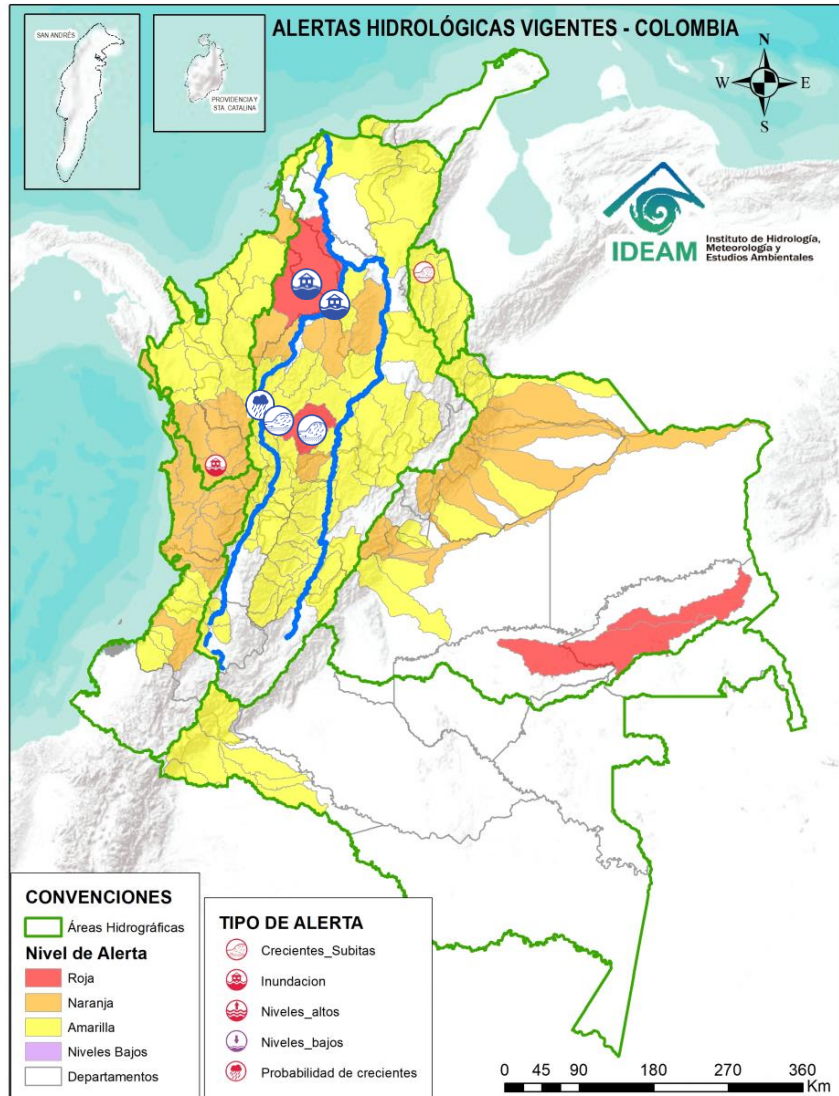 ALERTAS HIDROLÓGICAS VIGENTES - COLOMBIA
SAN ANDRÉS
PROVIDENCIA Y
STA. CATALINA
N
W
E
S
IDEAM
Instituto de Hidrología,
Meteorología y
Estudios Ambientales
CONVENCIONES
Áreas Hidrográficas
Nivel de Alerta
Roja
Naranja
Amarilla
Niveles Bajos
Departamentos
TIPO DE ALERTA
Crecientes_Subitas
Inundacion
Niveles_altos
Niveles_bajos
Probabilidad de crecientes
0 45 90 180 270 360
Km